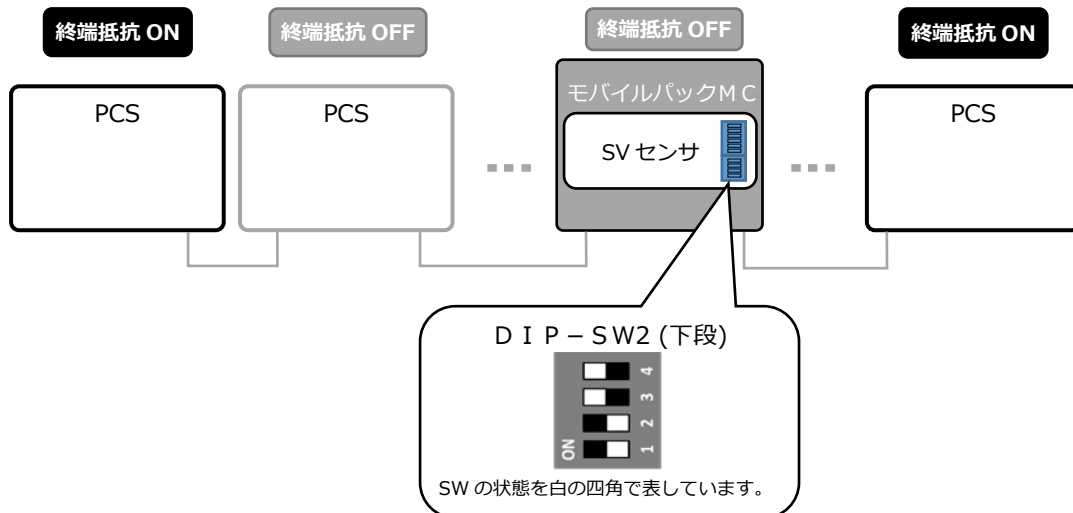 終端抵抗 ON
終端抵抗 OFF
終端抵抗 OFF
終端抵抗 ON
PCS
PCS
モバイルパックＭＣ
SV センサ
PCS
ＤＩＰ－ＳＷ2 (下段)
4
3
2
1
ON
SW の状態を白の四角で表しています。